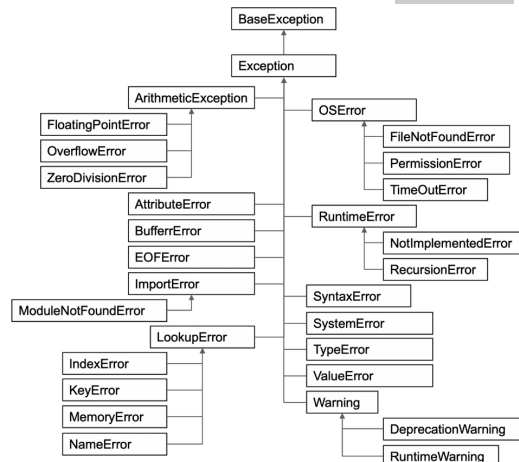 BaseException
Exception
ArithmeticException
FloatingPointError
OverflowError
ZeroDivisionError
OSError
FileNotFoundError
PermissionError
TimeOutError
AttributeError
BufferrError
EOFError
ImportError
ModuleNotFoundError
RuntimeError
NotImplementedError
RecursionError
LookupError
IndexError
KeyError
MemoryError
NameError
SyntaxError
SystemError
TypeError
ValueError
Warning
DeprecationWarning
RuntimeWarning